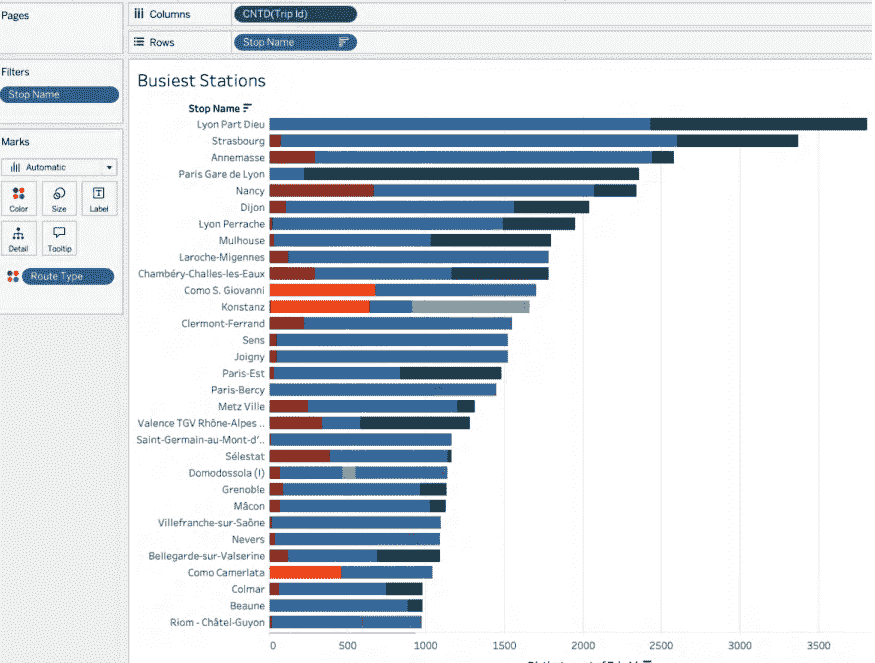 Pages
Columns
CNTD(Trip Id)
Rows
Stop Name
Filters
Stop Name
Marks
Automatic
Color
Size
Label
Detail
Tooltip
Route Type
Busiest Stations
Stop Name
Lyon Part Dieu
Strasbourg
Annemasse
Paris Gare de Lyon
Nancy
Dijon
Lyon Perrache
Mulhouse
Laroche-Migennes
Chambéry-Challes-les-Eaux
Como S. Giovanni
Konstanz
Clermont-Ferrand
Sens
Joigny
Paris-Est
Paris-Bercy
Metz Ville
Valence TGV Rhône-Alpes ..
Saint-Germain-au-Mont-d'..
Sélestat
Domodossola (I)
Grenoble
Mâcon
Villefranche-sur-Saône
Nevers
Bellegarde-sur-Valserine
Como Camerlata
Colmar
Beaune
Riom - Châtel-Guyon
0 500 1000 1500 2000 2500 3000 3500